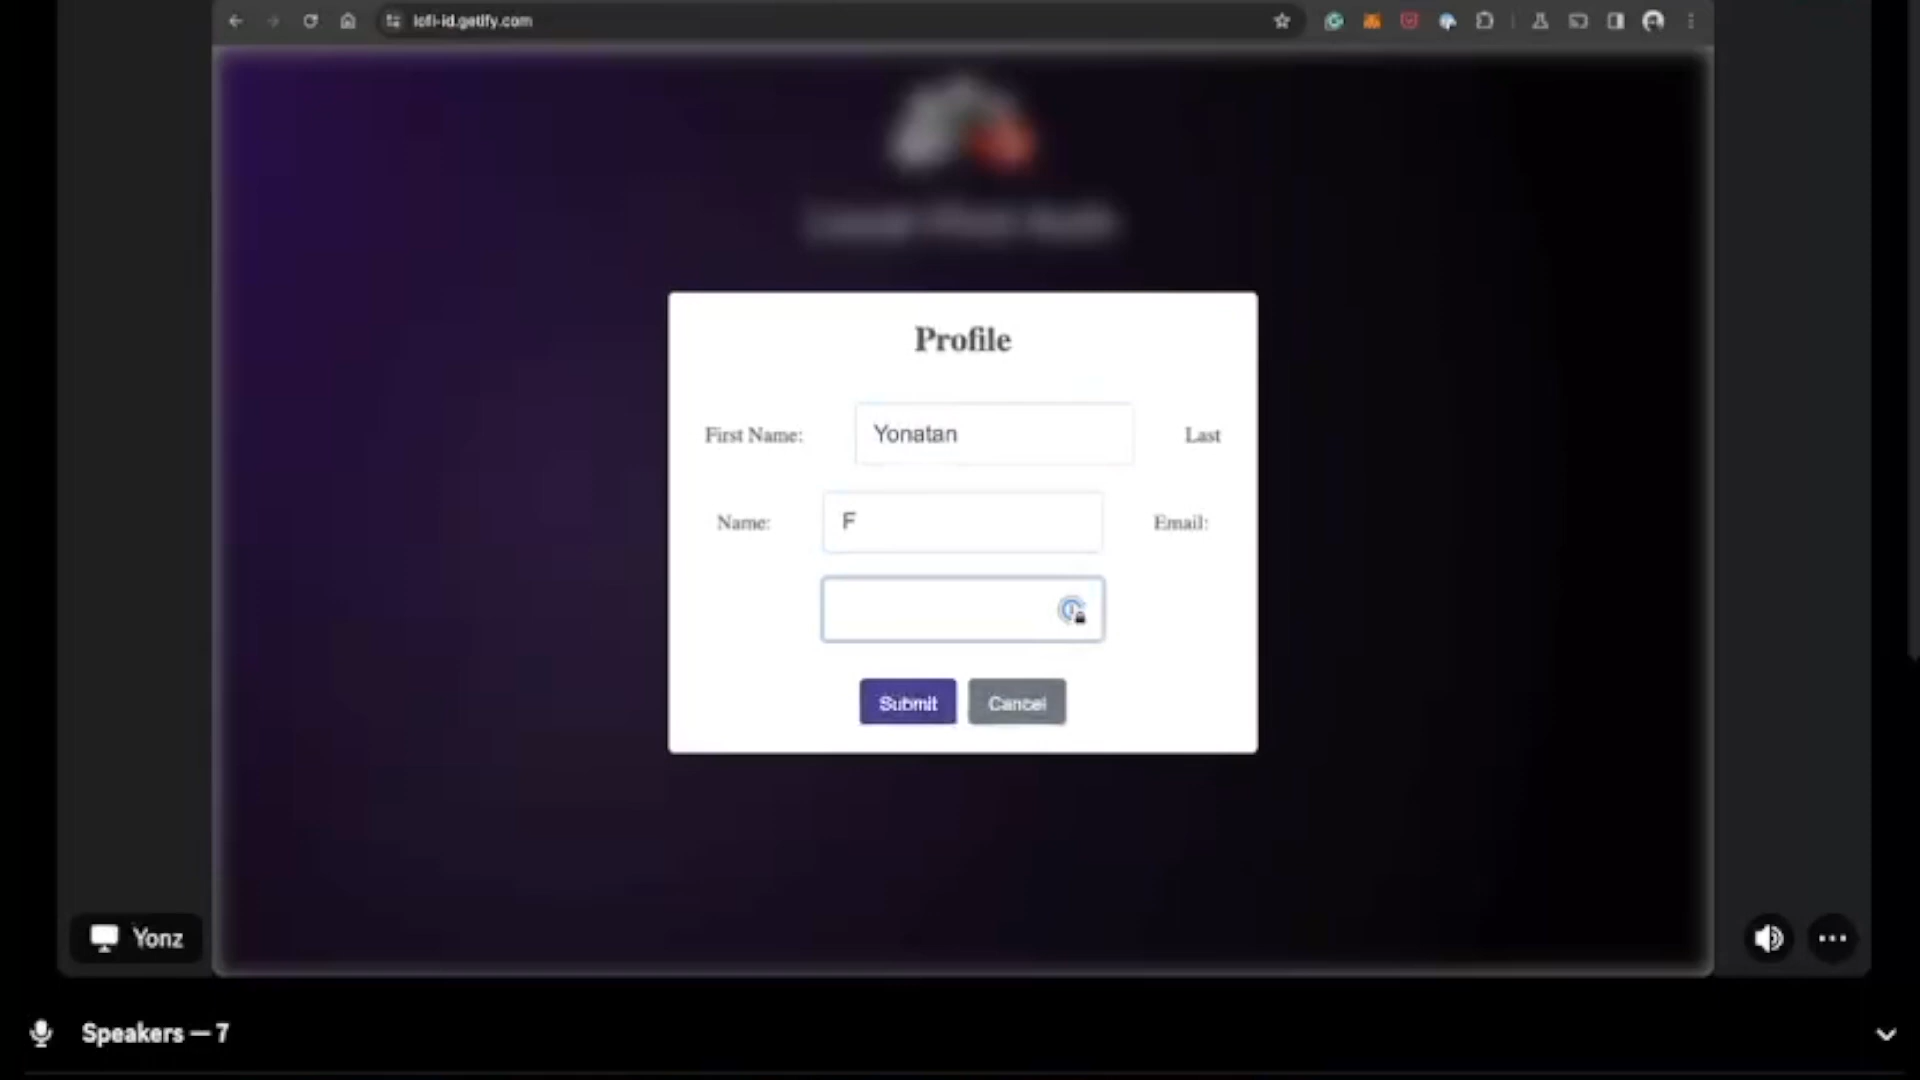 lofi-id.getify.com
Profile
First Name: Yonatan Last
Name: F Email:
Submit Cancel
Yonz
Speakers — 7